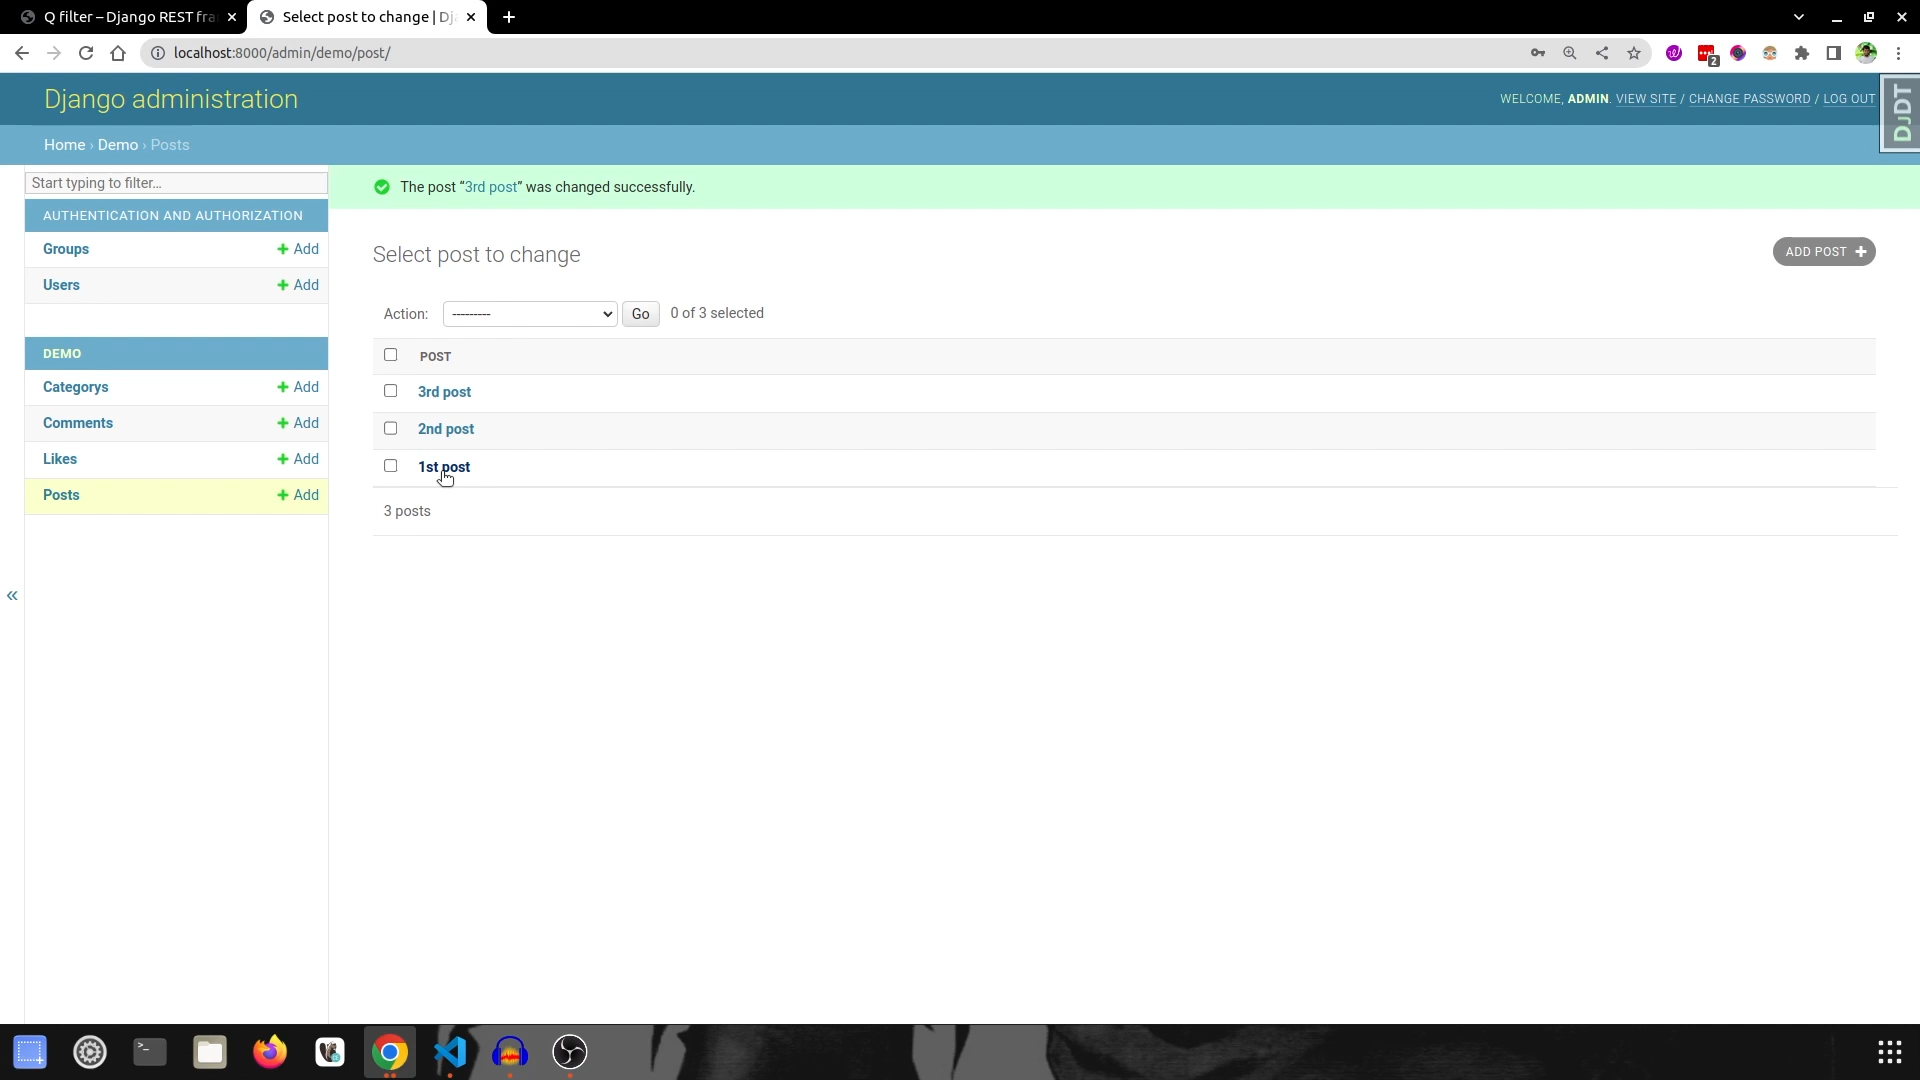 Q filter – Django REST fra
Select post to change | Dja
localhost:8000/admin/demo/post/
2
Django administration
WELCOME, ADMIN. VIEW SITE / CHANGE PASSWORD / LOG OUT
DJDT
Home › Demo › Posts
Start typing to filter…
The post “3rd post” was changed successfully.
AUTHENTICATION AND AUTHORIZATION
Groups + Add
Users + Add
Select post to change
ADD POST +
Action: --------- Go 0 of 3 selected
DEMO
Categorys + Add
Comments + Add
Likes + Add
Posts + Add
POST
3rd post
2nd post
1st post
3 posts
«